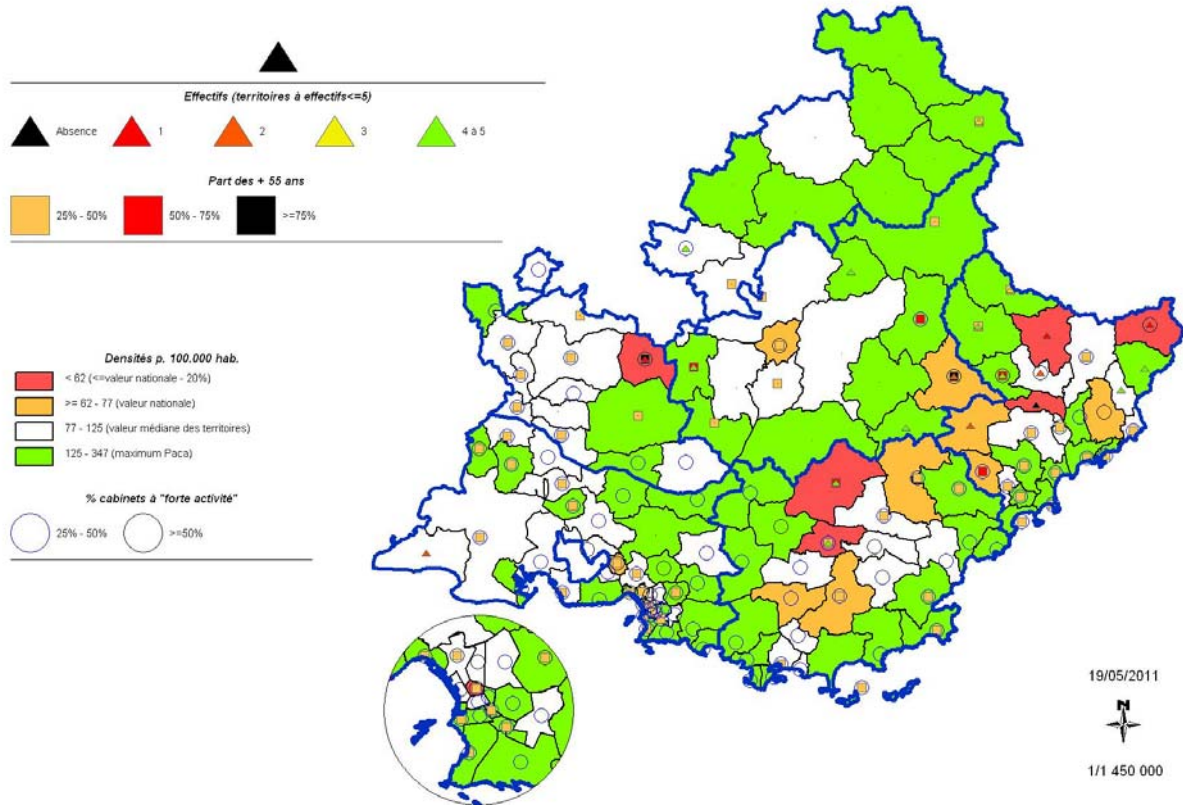 Effectifs (territoires à effectifs<=5)
Absence 1 2 3 4 à 5
Part des + 55 ans
25% - 50% 50% - 75% >=75%
Densités p. 100.000 hab.
< 62 (<=valeur nationale - 20%)
>= 62 - 77 (valeur nationale)
77 - 125 (valeur médiane des territoires)
125 - 347 (maximum Paca)
% cabinets à "forte activité"
25% - 50% >=50%
19/05/2011
N
1/1 450 000